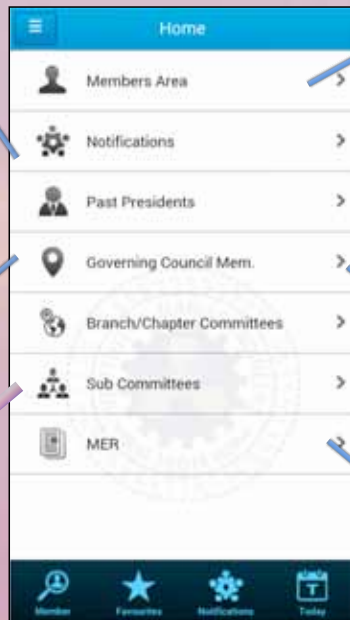 Home
Members Area
Notifications
Past Presidents
Governing Council Mem.
Branch/Chapter Committees
Sub Committees
MER
Member
Favourites
Notifications
Today